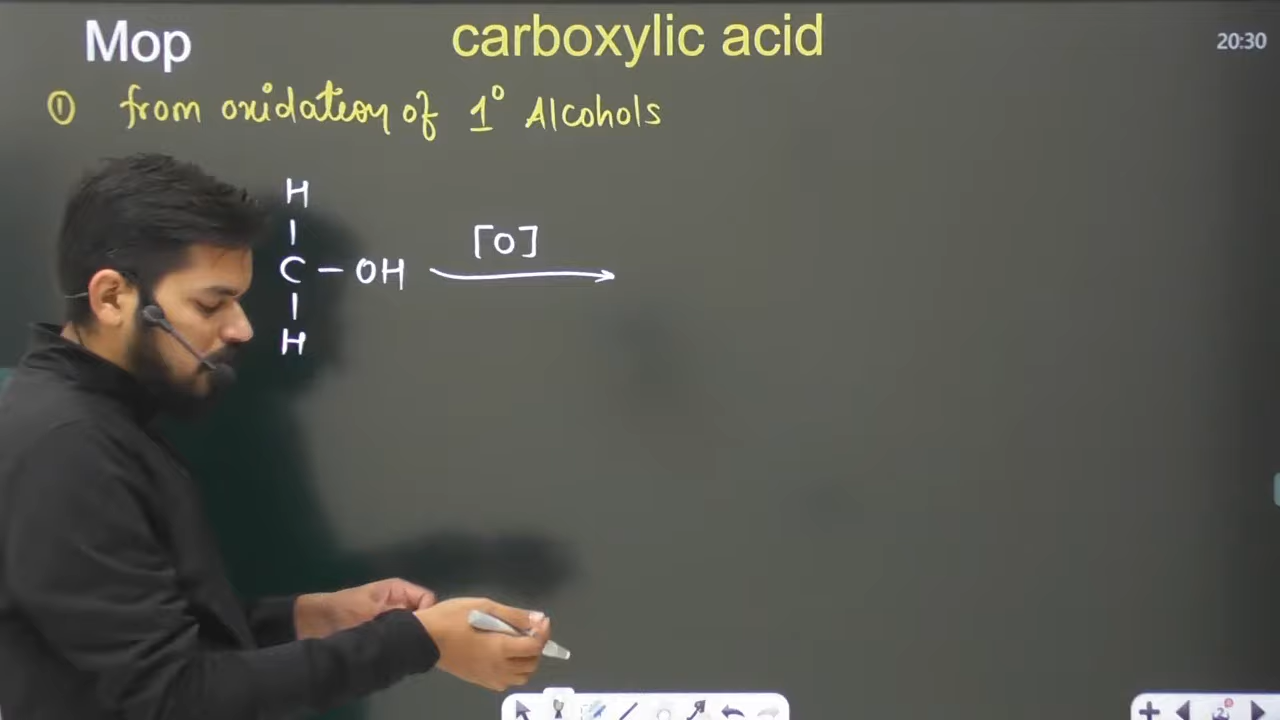 Mop carboxylic acid 20:30
① from oxidation of 1° Alcohols
H
|
C – OH [O] →
|
H